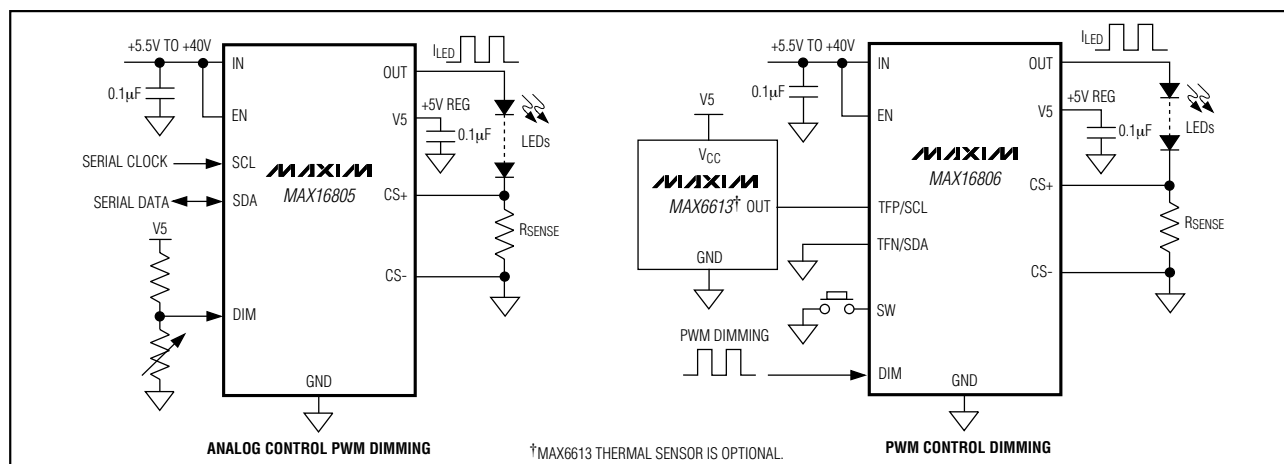 +5.5V TO +40V
0.1µF
IN
EN
SERIAL CLOCK
SCL
SERIAL DATA
SDA
V5
DIM
MAXIM
MAX16805
GND
OUT
V5
CS+
CS-
ILED
+5V REG
0.1µF
LEDs
RSENSE
ANALOG CONTROL PWM DIMMING
+5.5V TO +40V
0.1µF
V5
VCC
MAXIM
MAX6613† OUT
GND
PWM DIMMING
IN
EN
TFP/SCL
TFN/SDA
SW
DIM
MAXIM
MAX16806
GND
OUT
V5
CS+
CS-
ILED
+5V REG
0.1µF
LEDs
RSENSE
PWM CONTROL DIMMING
†MAX6613 THERMAL SENSOR IS OPTIONAL.